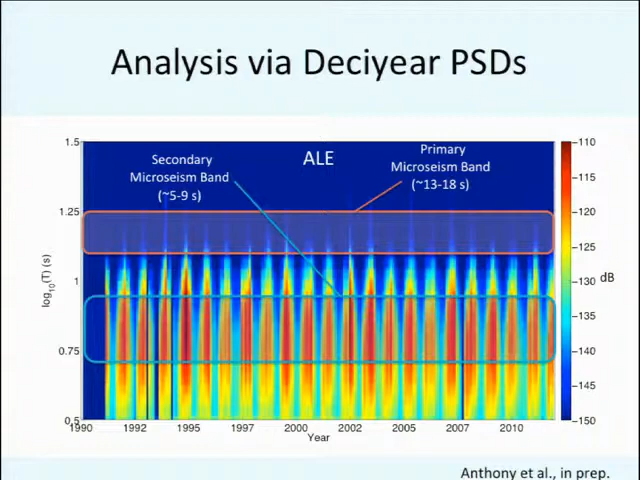 Analysis via Deciyear PSDs
Secondary
Microseism Band
(~5-9 s)
ALE
Primary
Microseism Band
(~13-18 s)
1.5
1.25
1
0.75
0.5
log10(T) (s)
1990 1992 1995 1997 2000 2002 2005 2007 2010
Year
−110
−115
−120
−125
−130
−135
−140
−145
−150
dB
Anthony et al., in prep.